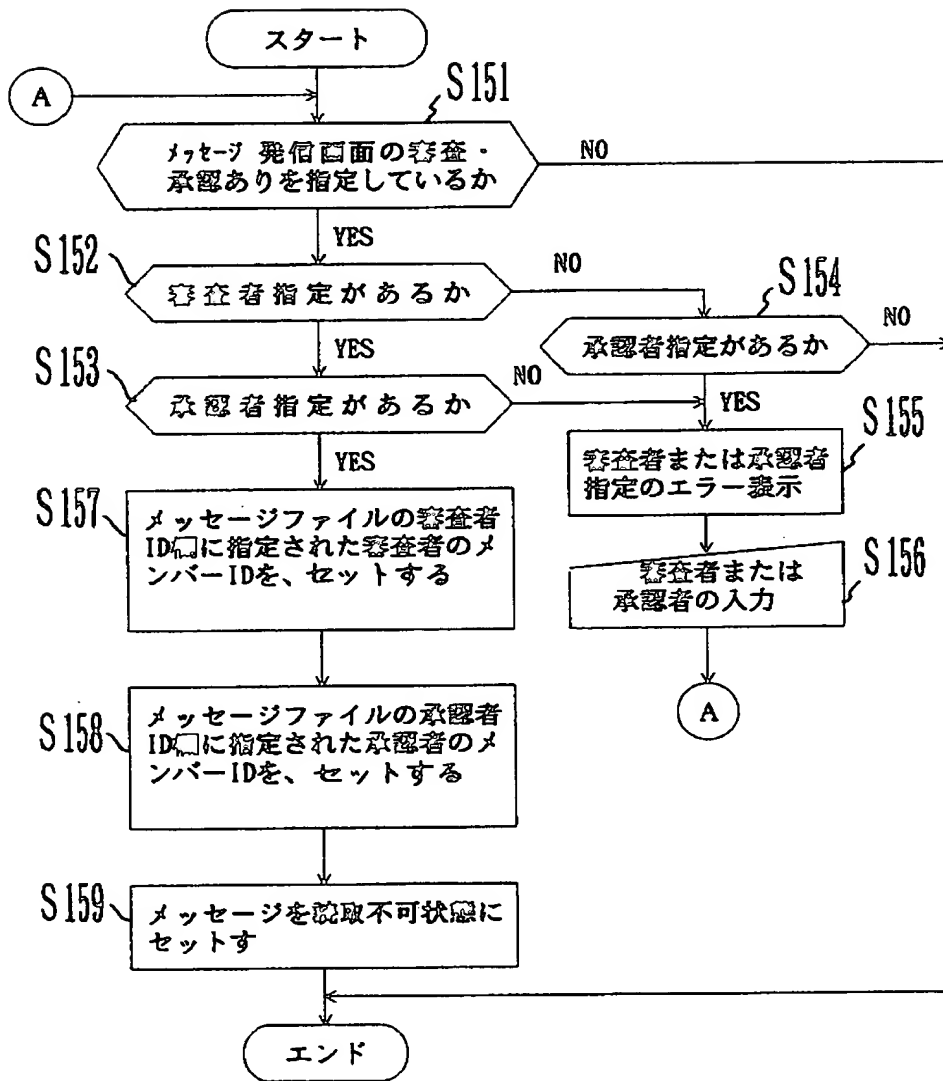 スタート
A
S151
メッセージ 発信画面の審査・
承認ありを指定しているか
NO
YES
S152
審査者指定があるか
NO
S154
承認者指定があるか
NO
YES
YES
S153
承認者指定があるか
NO
YES
S155
審査者または承認者
指定のエラー表示
S156
審査者または
承認者の入力
A
S157
メッセージファイルの審査者
ID欄に指定された審査者のメ
ンバーIDを、セットする
S158
メッセージファイルの承認者
ID欄に指定された承認者のメ
ンバーIDを、セットする
S159
メッセージを読取不可状態に
セットす
エンド